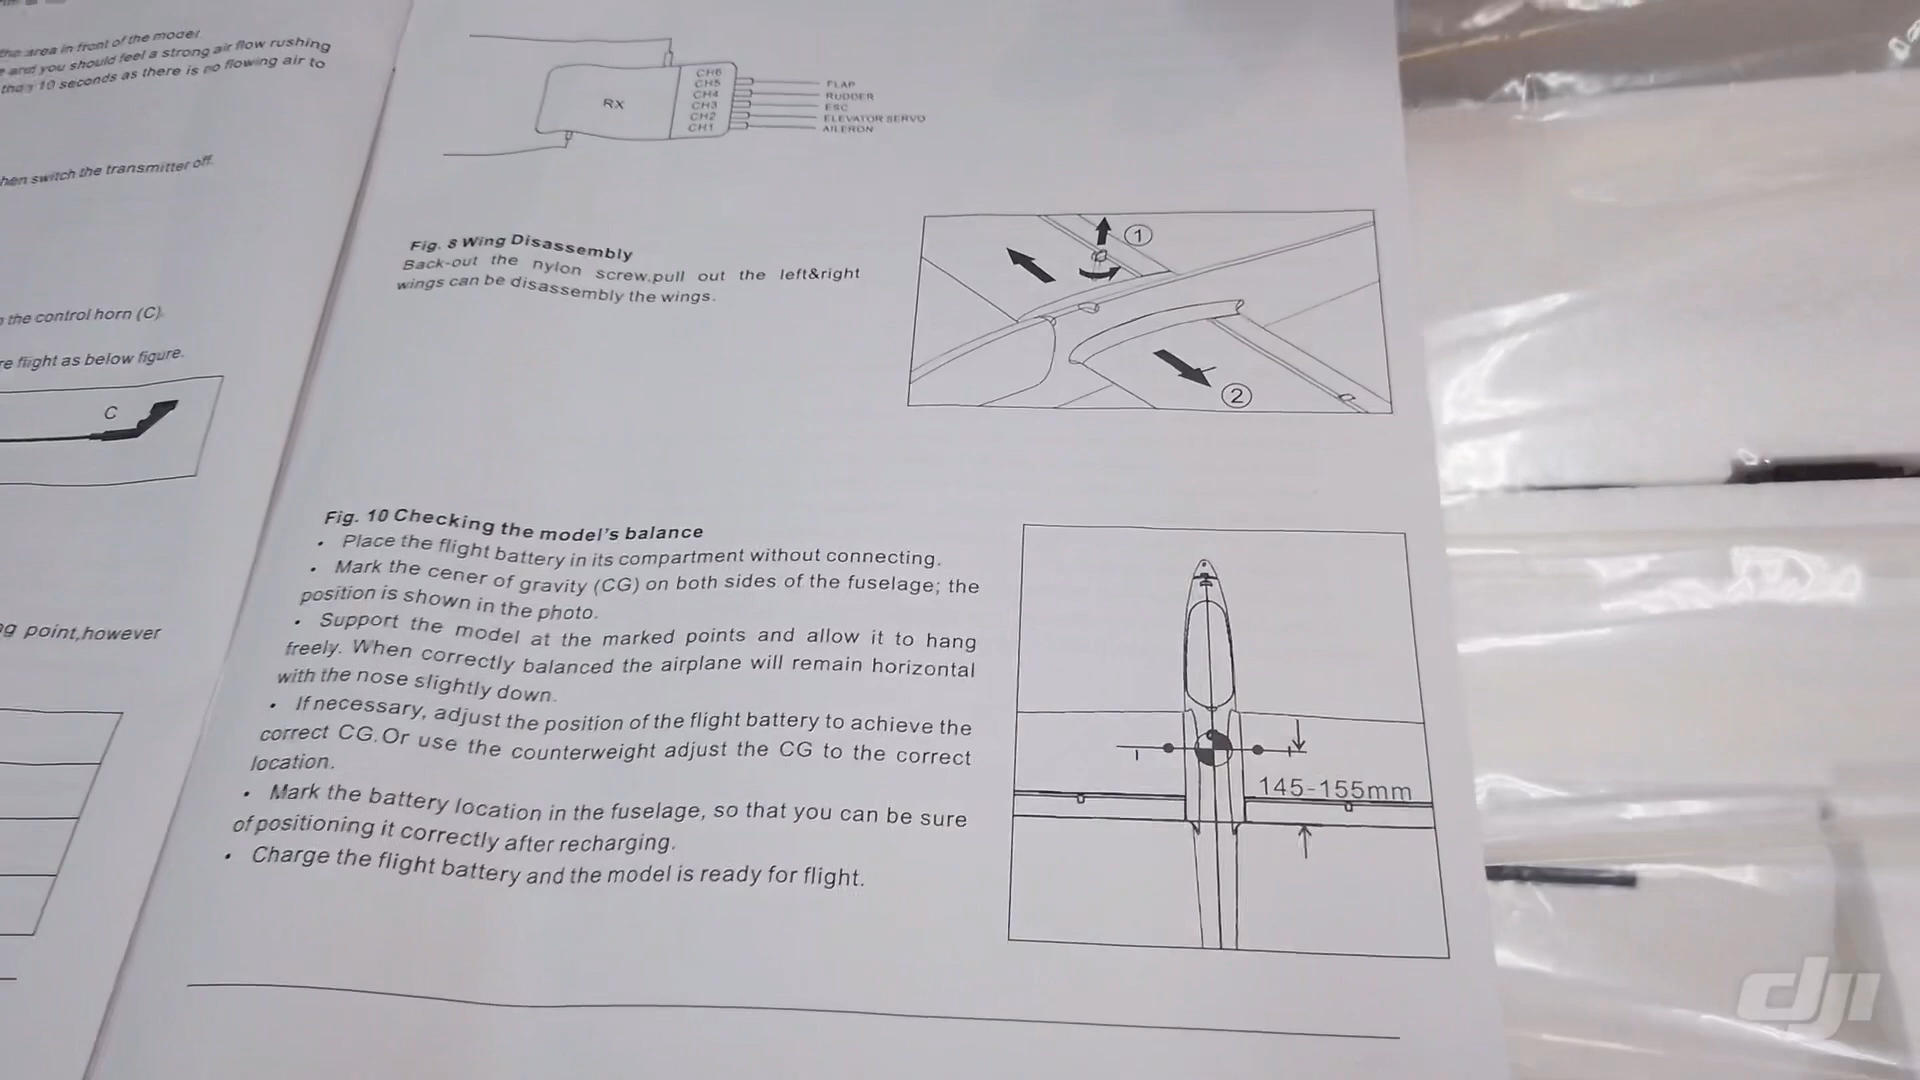 the area in front of the model
and you should feel a strong air flow rushing
than 10 seconds as there is no flowing air to
hen switch the transmitter off.
the control horn (C).
re flight as below figure.
C
ng point,however
RX
CH6
CH5
CH4
CH3
CH2
CH1
FLAP
RUDDER
ESC
ELEVATOR SERVO
AILERON
Fig. 8 Wing Disassembly
Back-out the nylon screw,pull out the left&right
wings can be disassembly the wings.
1
2
Fig. 10 Checking the model's balance
• Place the flight battery in its compartment without connecting.
• Mark the cener of gravity (CG) on both sides of the fuselage; the
position is shown in the photo.
• Support the model at the marked points and allow it to hang
freely. When correctly balanced the airplane will remain horizontal
with the nose slightly down.
• If necessary, adjust the position of the flight battery to achieve the
correct CG.Or use the counterweight adjust the CG to the correct
location.
• Mark the battery location in the fuselage, so that you can be sure
of positioning it correctly after recharging.
• Charge the flight battery and the model is ready for flight.
145-155mm
dji